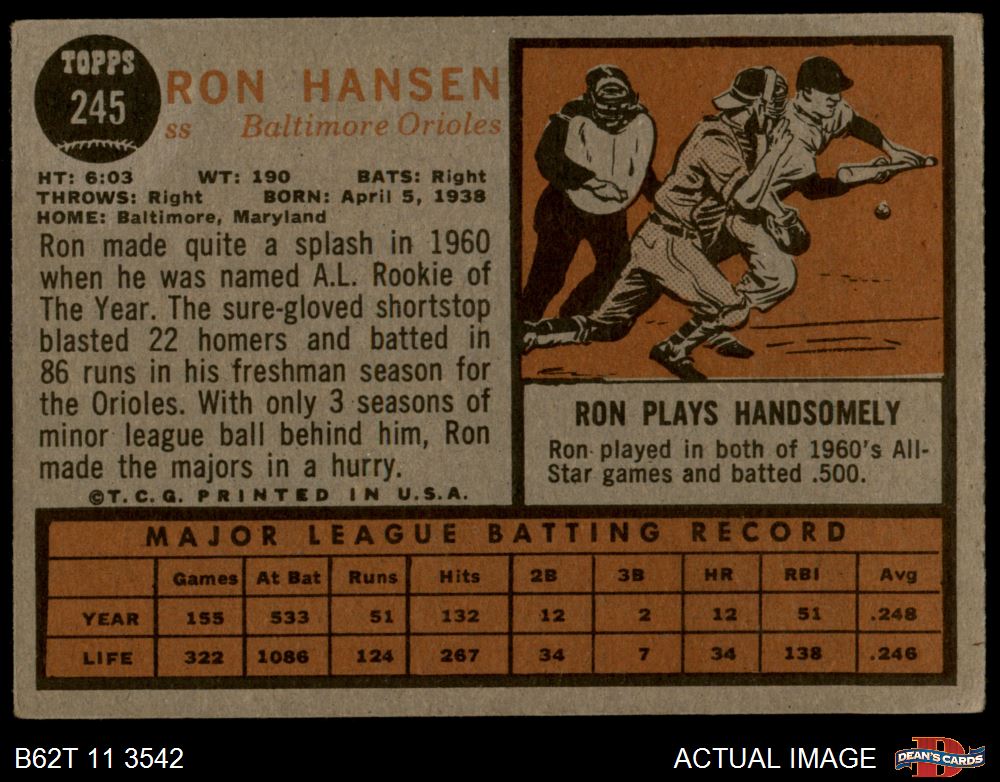 TOPPS
245
RON HANSEN
ss Baltimore Orioles
HT: 6:03 WT: 190 BATS: Right
THROWS: Right BORN: April 5, 1938
HOME: Baltimore, Maryland
Ron made quite a splash in 1960
when he was named A.L. Rookie of
The Year. The sure-gloved shortstop
blasted 22 homers and batted in
86 runs in his freshman season for
the Orioles. With only 3 seasons of
minor league ball behind him, Ron
made the majors in a hurry.
©T.C.G. PRINTED IN U.S.A.
RON PLAYS HANDSOMELY
Ron played in both of 1960's All-
Star games and batted .500.
MAJOR LEAGUE BATTING RECORD
Games At Bat Runs Hits 2B 3B HR RBI Avg
YEAR 155 533 51 132 12 2 12 51 .248
LIFE 322 1086 124 267 34 7 34 138 .246
B62T 11 3542
ACTUAL IMAGE
D
DEAN'S CARDS